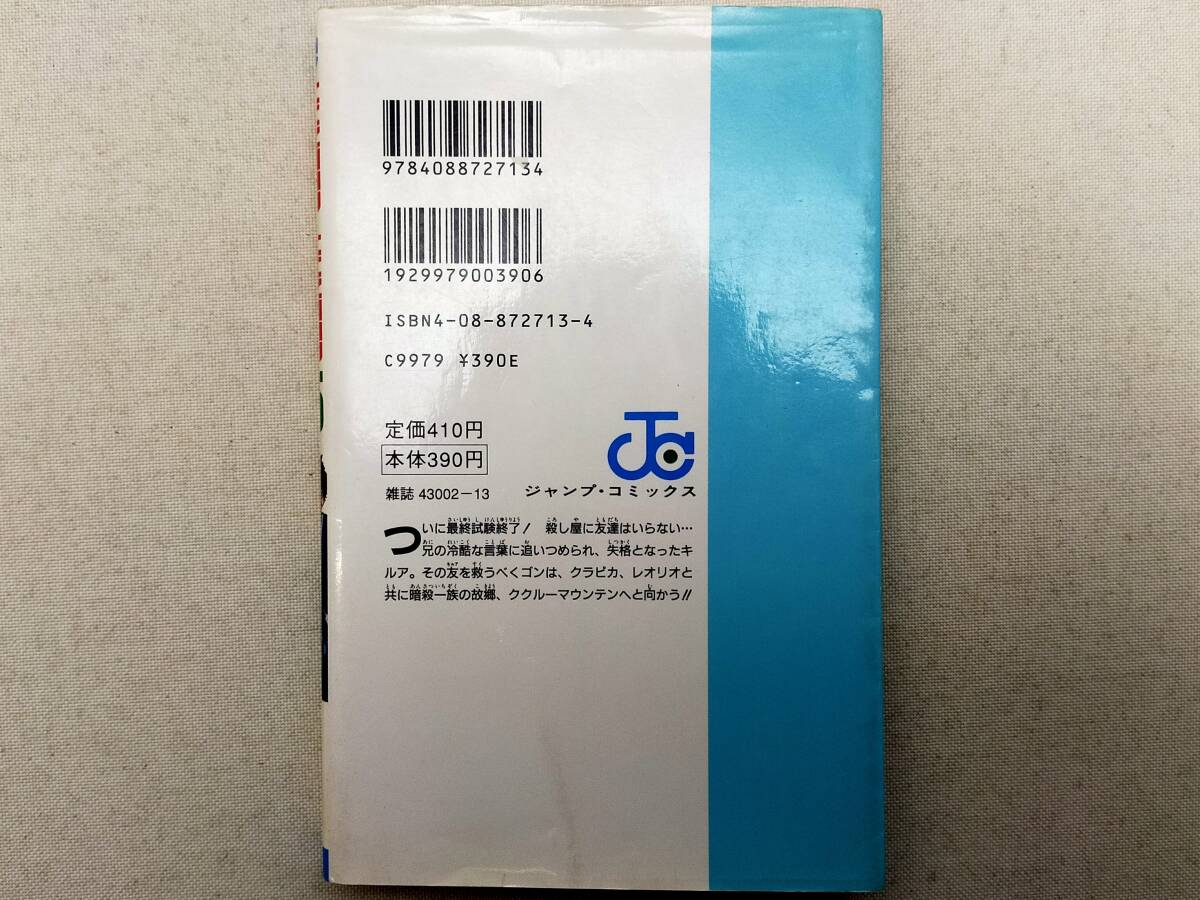 9784088727134
1929979003906
ISBN4-08-872713-4
C9979 ¥390E
定価410円
本体390円
雑誌 43002-13
JC
ジャンプ・コミックス
ついに最終試験終了! 殺し屋に友達はいらない…
兄の冷酷な言葉に追いつめられ、失格となったキ
ルア。その友を救うべくゴンは、クラピカ、レオリオと
共に暗殺一族の故郷、ククルーマウンテンへと向かう!!